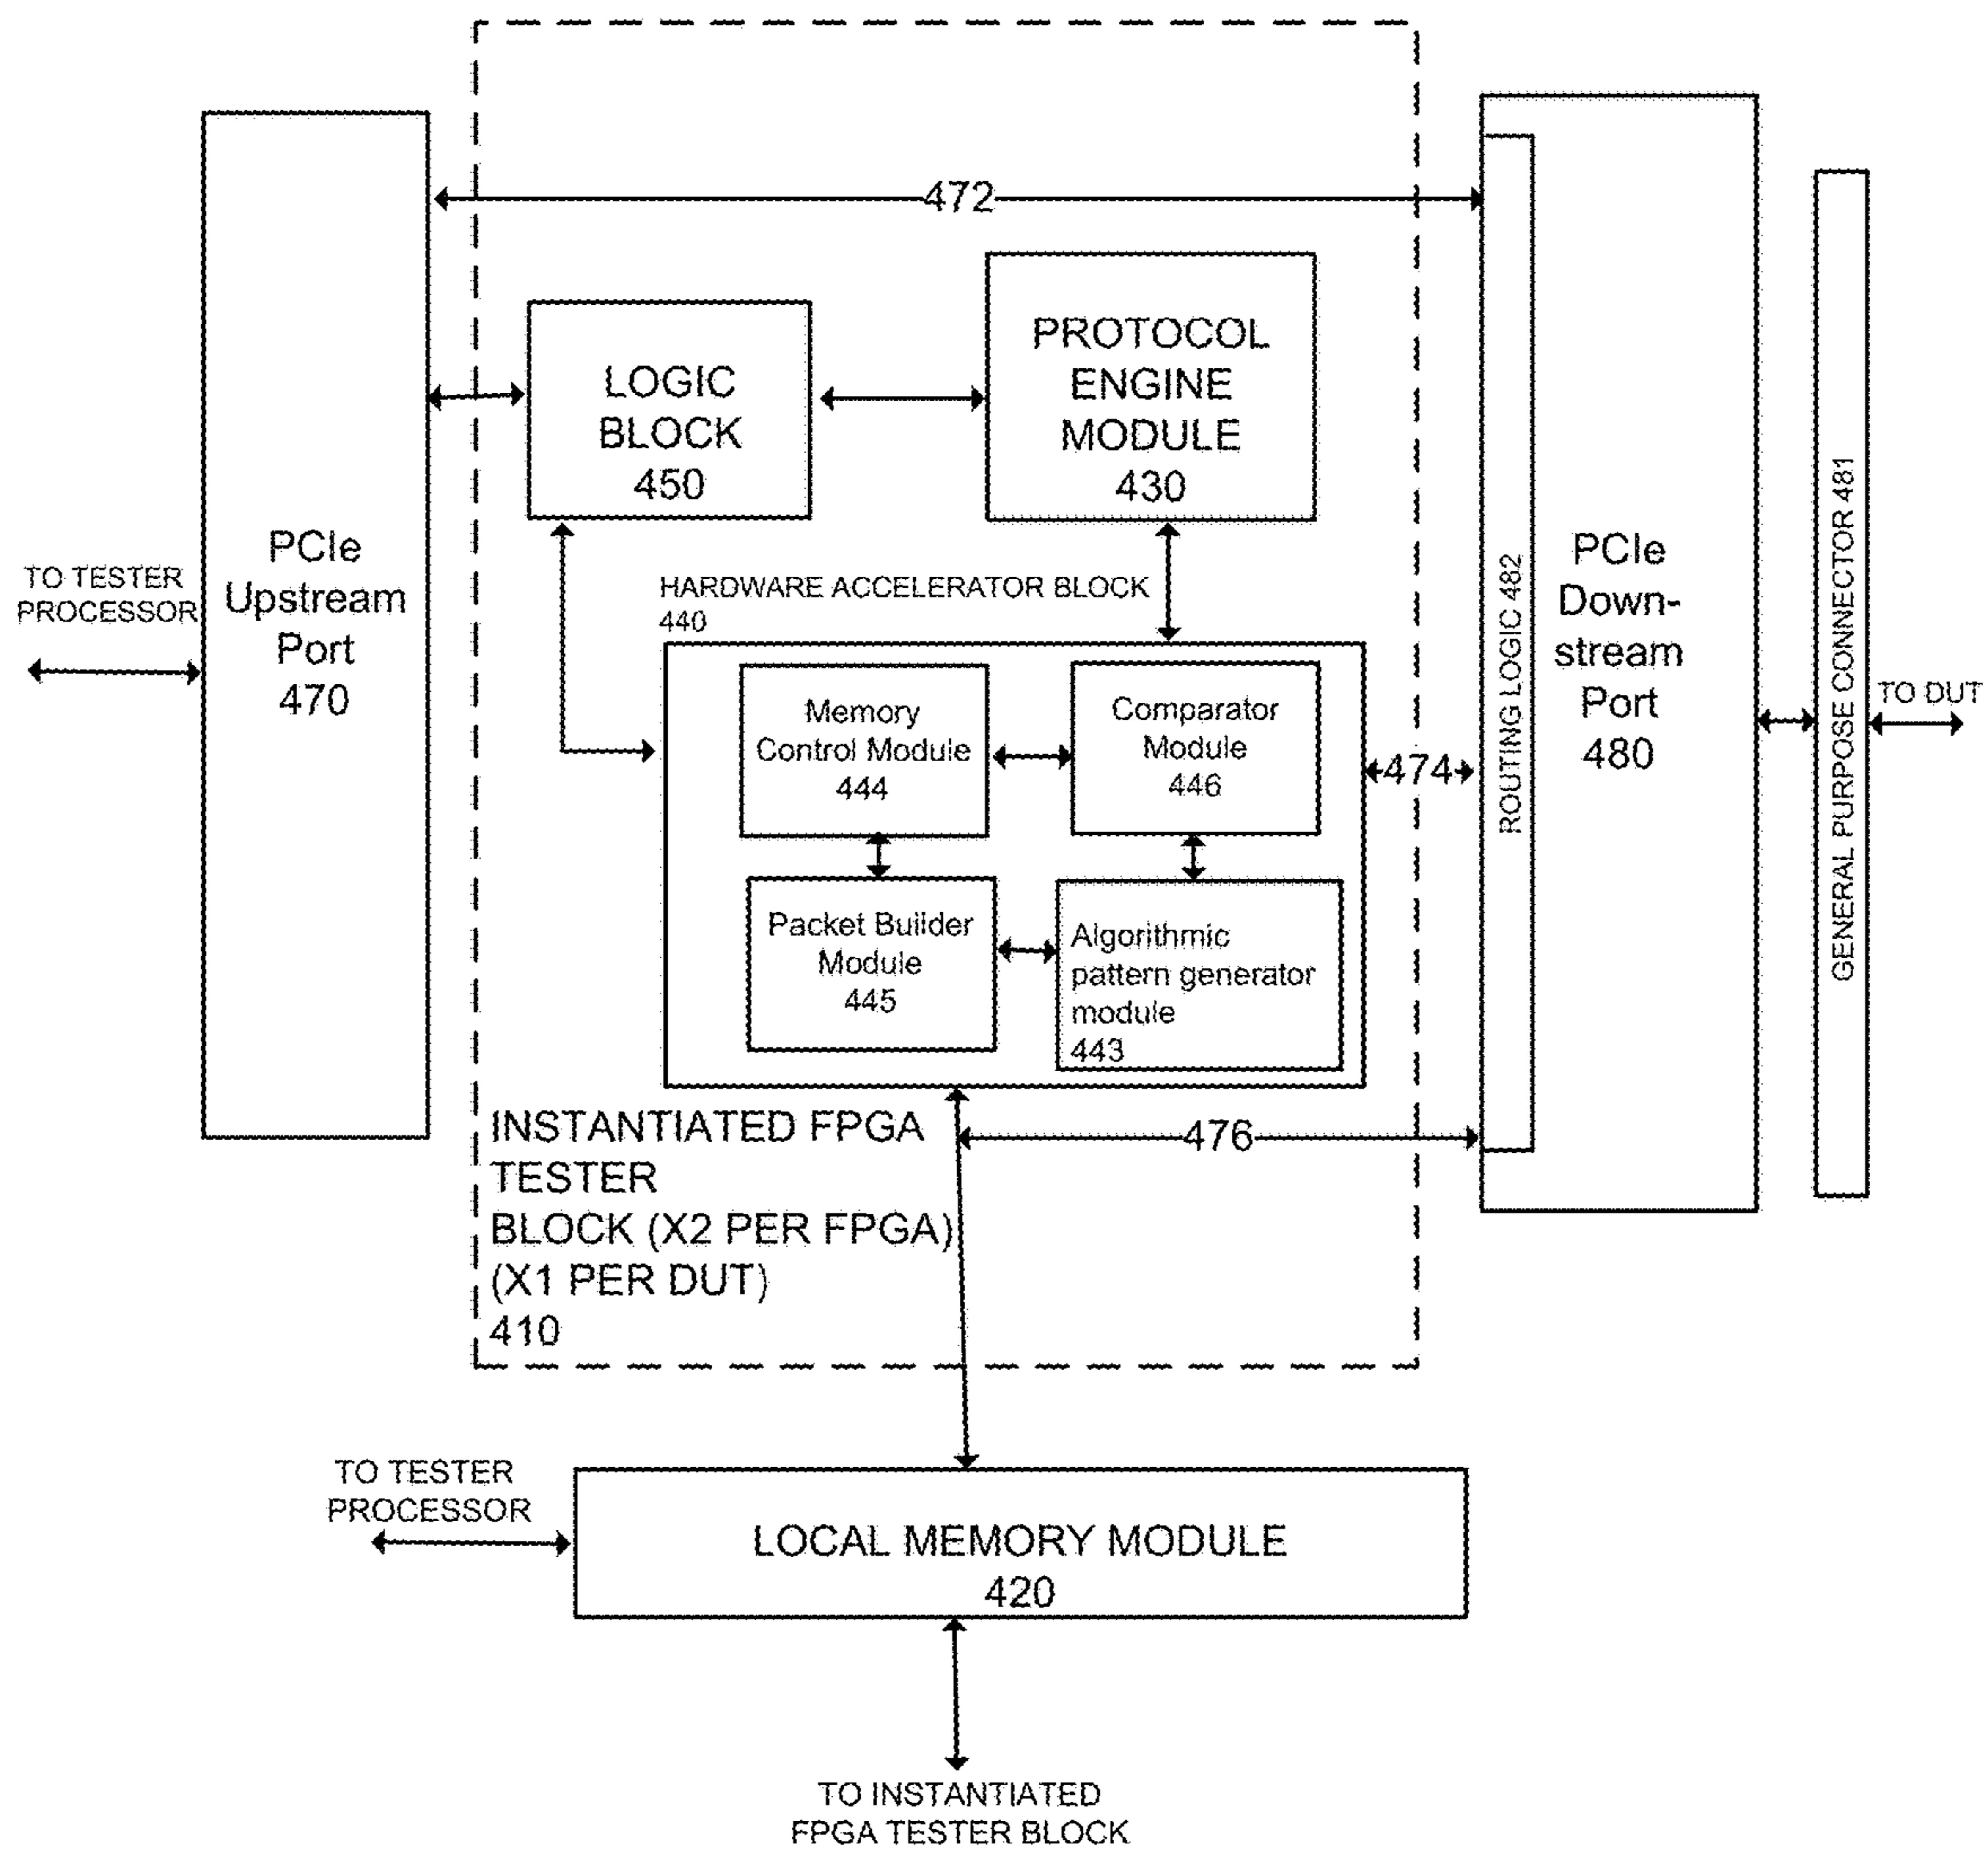 472
PROTOCOL
ENGINE
MODULE
430
LOGIC
BLOCK
450
PCIe
Upstream
Port
470
TO TESTER
PROCESSOR
HARDWARE ACCELERATOR BLOCK
440
Memory
Control Module
444
Comparator
Module
446
Packet Builder
Module
445
Algorithmic
pattern generator
module
443
474
476
ROUTING LOGIC 482
PCIe
Down-
stream
Port
480
GENERAL PURPOSE CONNECTOR 481
TO DUT
INSTANTIATED FPGA
TESTER
BLOCK (X2 PER FPGA)
(X1 PER DUT)
410
TO TESTER
PROCESSOR
LOCAL MEMORY MODULE
420
TO INSTANTIATED
FPGA TESTER BLOCK